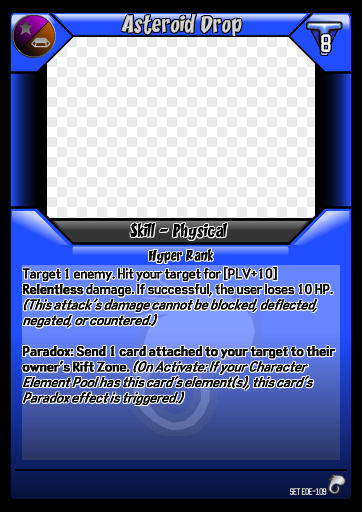 Asteroid Drop
8
Skill - Physical
Hyper Rank
Target 1 enemy. Hit your target for [PLV+10]
Relentless damage. If successful, the user loses 10 HP.
(This attack's damage cannot be blocked, deflected,
negated, or countered.)
Paradox: Send 1 card attached to your target to their
owner's Rift Zone. (On Activate: If your Character
Element Pool has this card's element(s), this card's
Paradox effect is triggered.)
SET EOE-109